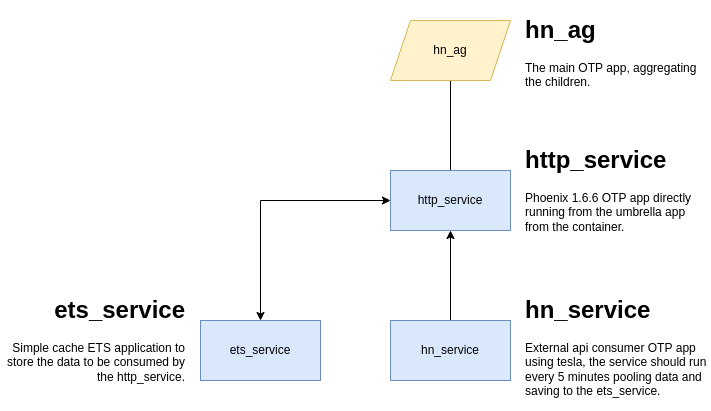 hn_ag
hn_ag
The main OTP app, aggregating
the children.
http_service
http_service
Phoenix 1.6.6 OTP app directly
running from the umbrella app
from the container.
ets_service
Simple cache ETS application to
store the data to be consumed by
the http_service.
ets_service
hn_service
hn_service
External api consumer OTP app
using tesla, the service should run
every 5 minutes pooling data and
saving to the ets_service.